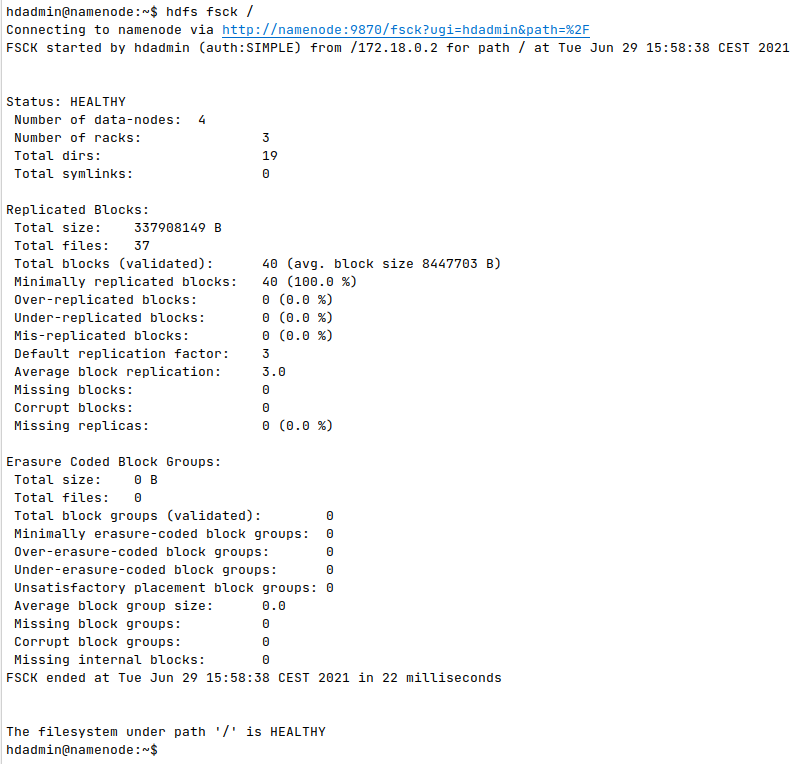 hdadmin@namenode:~$ hdfs fsck /
Connecting to namenode via http://namenode:9870/fsck?ugi=hdadmin&path=%2F
FSCK started by hdadmin (auth:SIMPLE) from /172.18.0.2 for path / at Tue Jun 29 15:58:38 CEST 2021
Status: HEALTHY
Number of data-nodes: 4
Number of racks: 3
Total dirs: 19
Total symlinks: 0
Replicated Blocks:
Total size: 337908149 B
Total files: 37
Total blocks (validated): 40 (avg. block size 8447703 B)
Minimally replicated blocks: 40 (100.0 %)
Over-replicated blocks: 0 (0.0 %)
Under-replicated blocks: 0 (0.0 %)
Mis-replicated blocks: 0 (0.0 %)
Default replication factor: 3
Average block replication: 3.0
Missing blocks: 0
Corrupt blocks: 0
Missing replicas: 0 (0.0 %)
Erasure Coded Block Groups:
Total size: 0 B
Total files: 0
Total block groups (validated): 0
Minimally erasure-coded block groups: 0
Over-erasure-coded block groups: 0
Under-erasure-coded block groups: 0
Unsatisfactory placement block groups: 0
Average block group size: 0.0
Missing block groups: 0
Corrupt block groups: 0
Missing internal blocks: 0
FSCK ended at Tue Jun 29 15:58:38 CEST 2021 in 22 milliseconds
The filesystem under path '/' is HEALTHY
hdadmin@namenode:~$